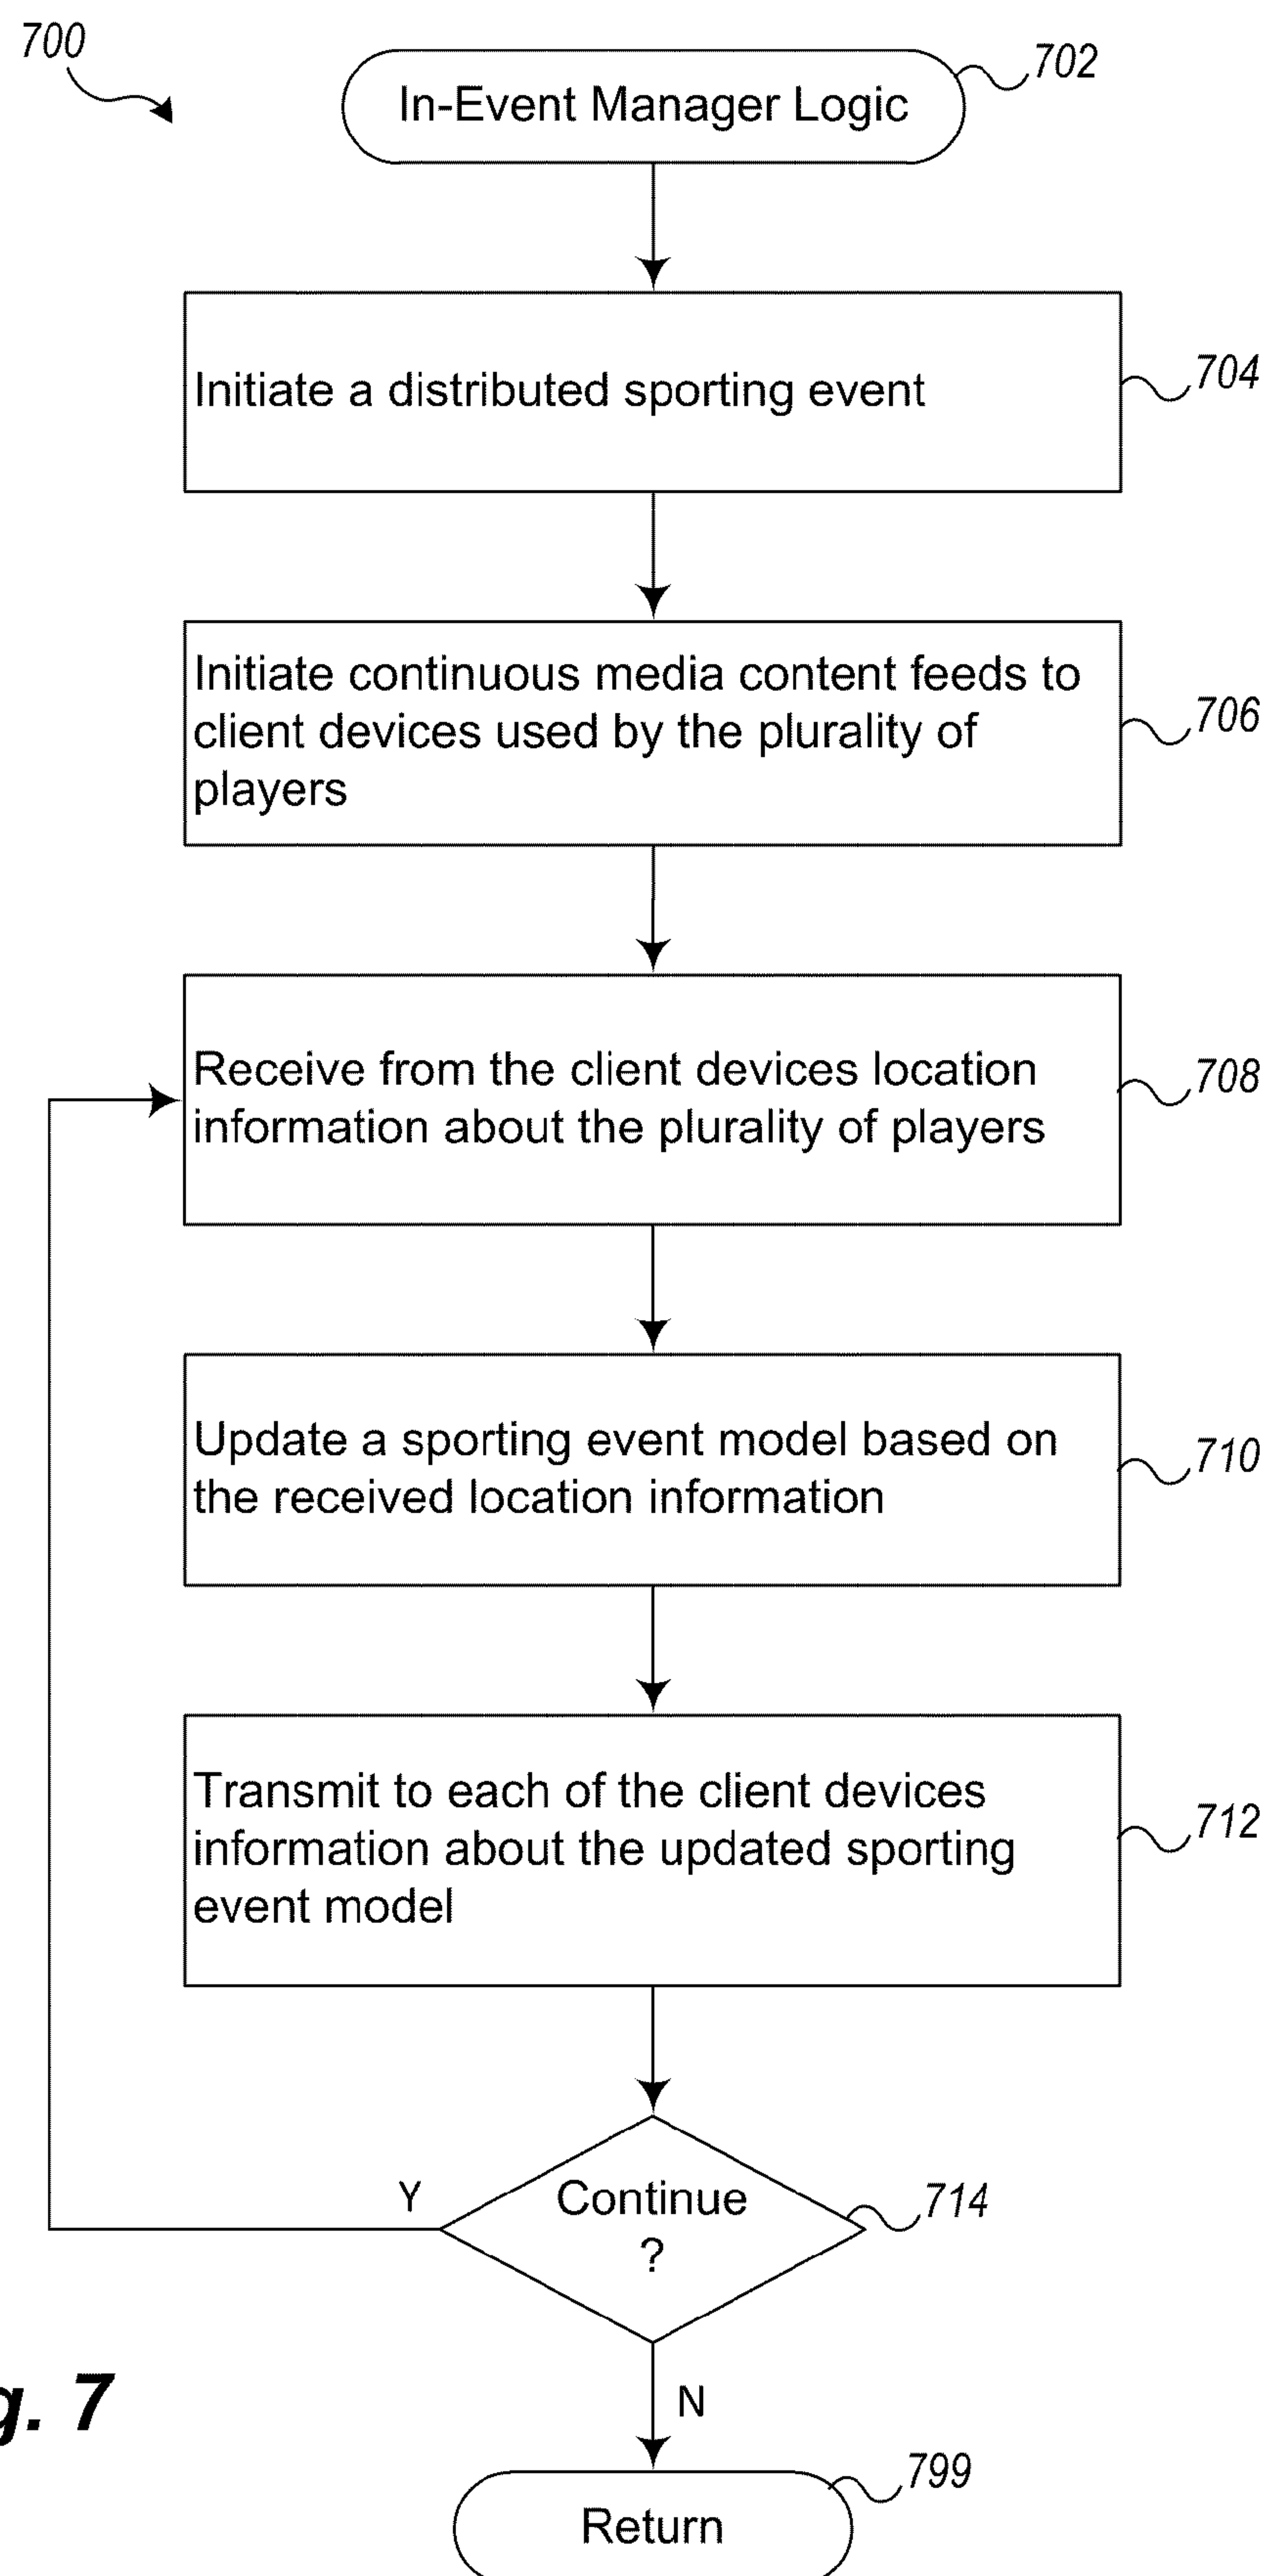 700
In-Event Manager Logic
702
Initiate a distributed sporting event
704
Initiate continuous media content feeds to
client devices used by the plurality of
players
706
Receive from the client devices location
information about the plurality of players
708
Update a sporting event model based on
the received location information
710
Transmit to each of the client devices
information about the updated sporting
event model
712
Y
Continue
?
714
N
g. 7
Return
799